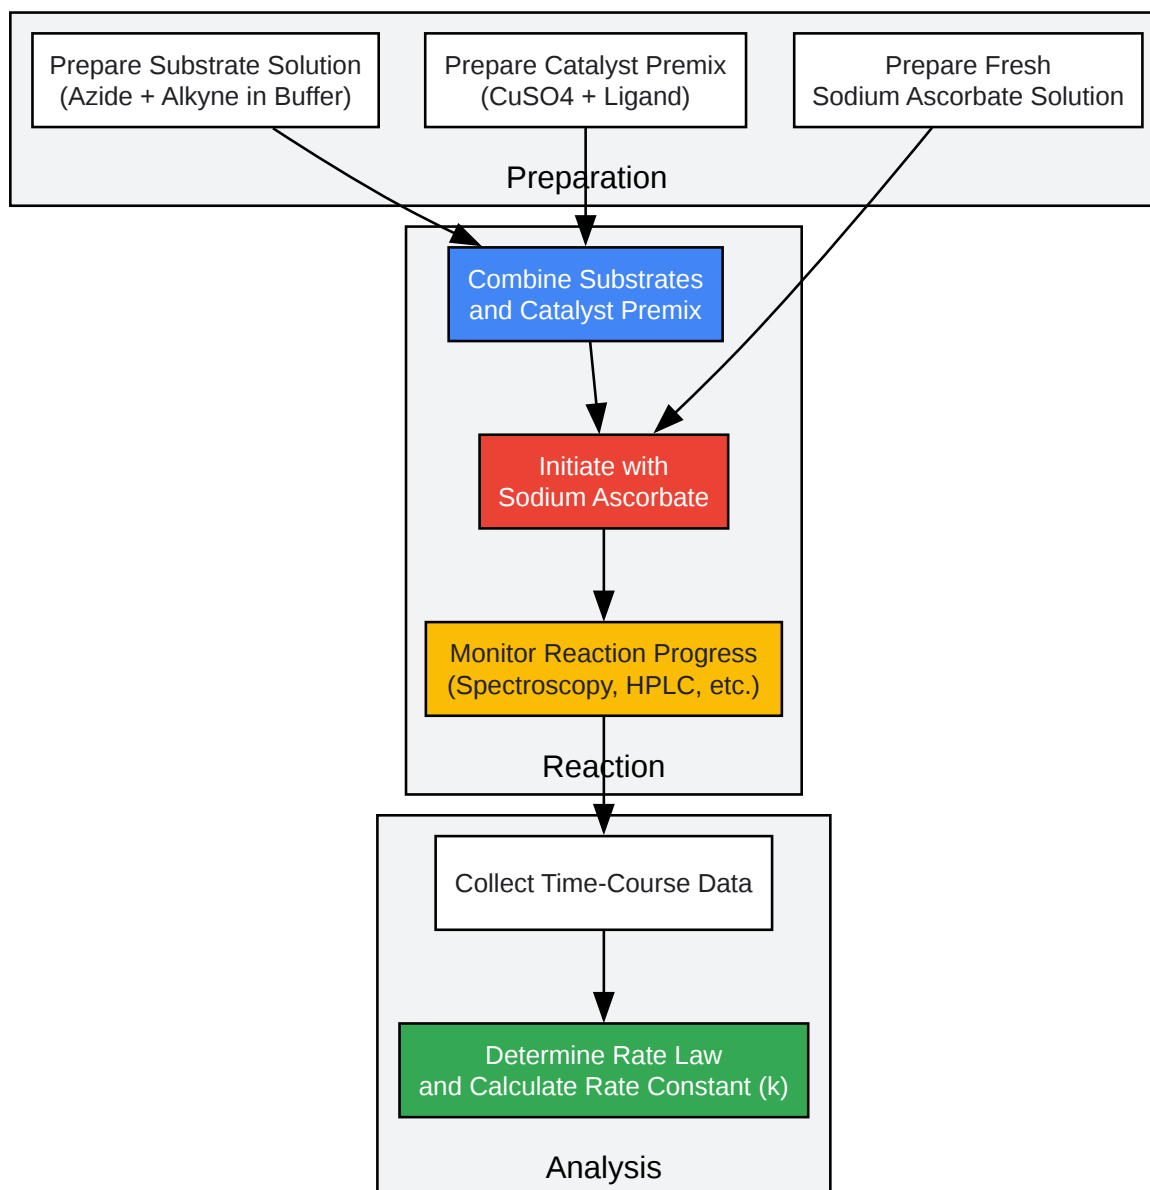 Prepare Substrate Solution
(Azide + Alkyne in Buffer)
Prepare Catalyst Premix
(CuSO4 + Ligand)
Prepare Fresh
Sodium Ascorbate Solution
Preparation
Combine Substrates
and Catalyst Premix
Initiate with
Sodium Ascorbate
Monitor Reaction Progress
(Spectroscopy, HPLC, etc.)
Reaction
Collect Time-Course Data
Determine Rate Law
and Calculate Rate Constant (k)
Analysis